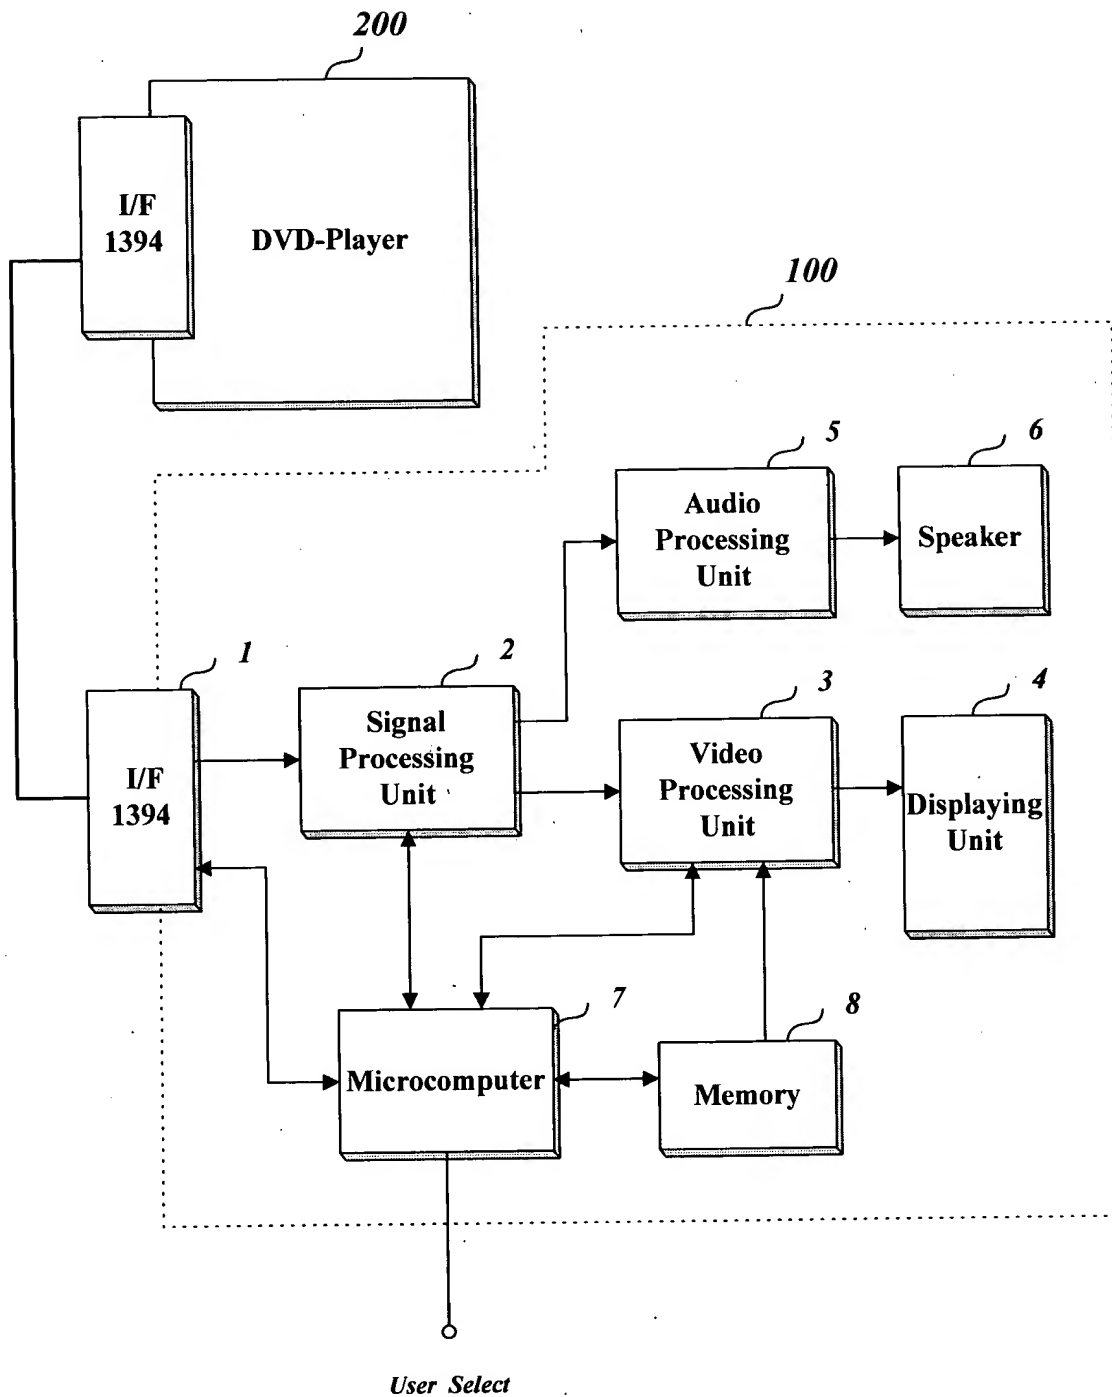 200
I/F
1394
DVD-Player
100
5
6
Audio
Processing
Unit
Speaker
1
2
3
4
I/F
1394
Signal
Processing
Unit
Video
Processing
Unit
Displaying
Unit
7
8
Microcomputer
Memory
User Select